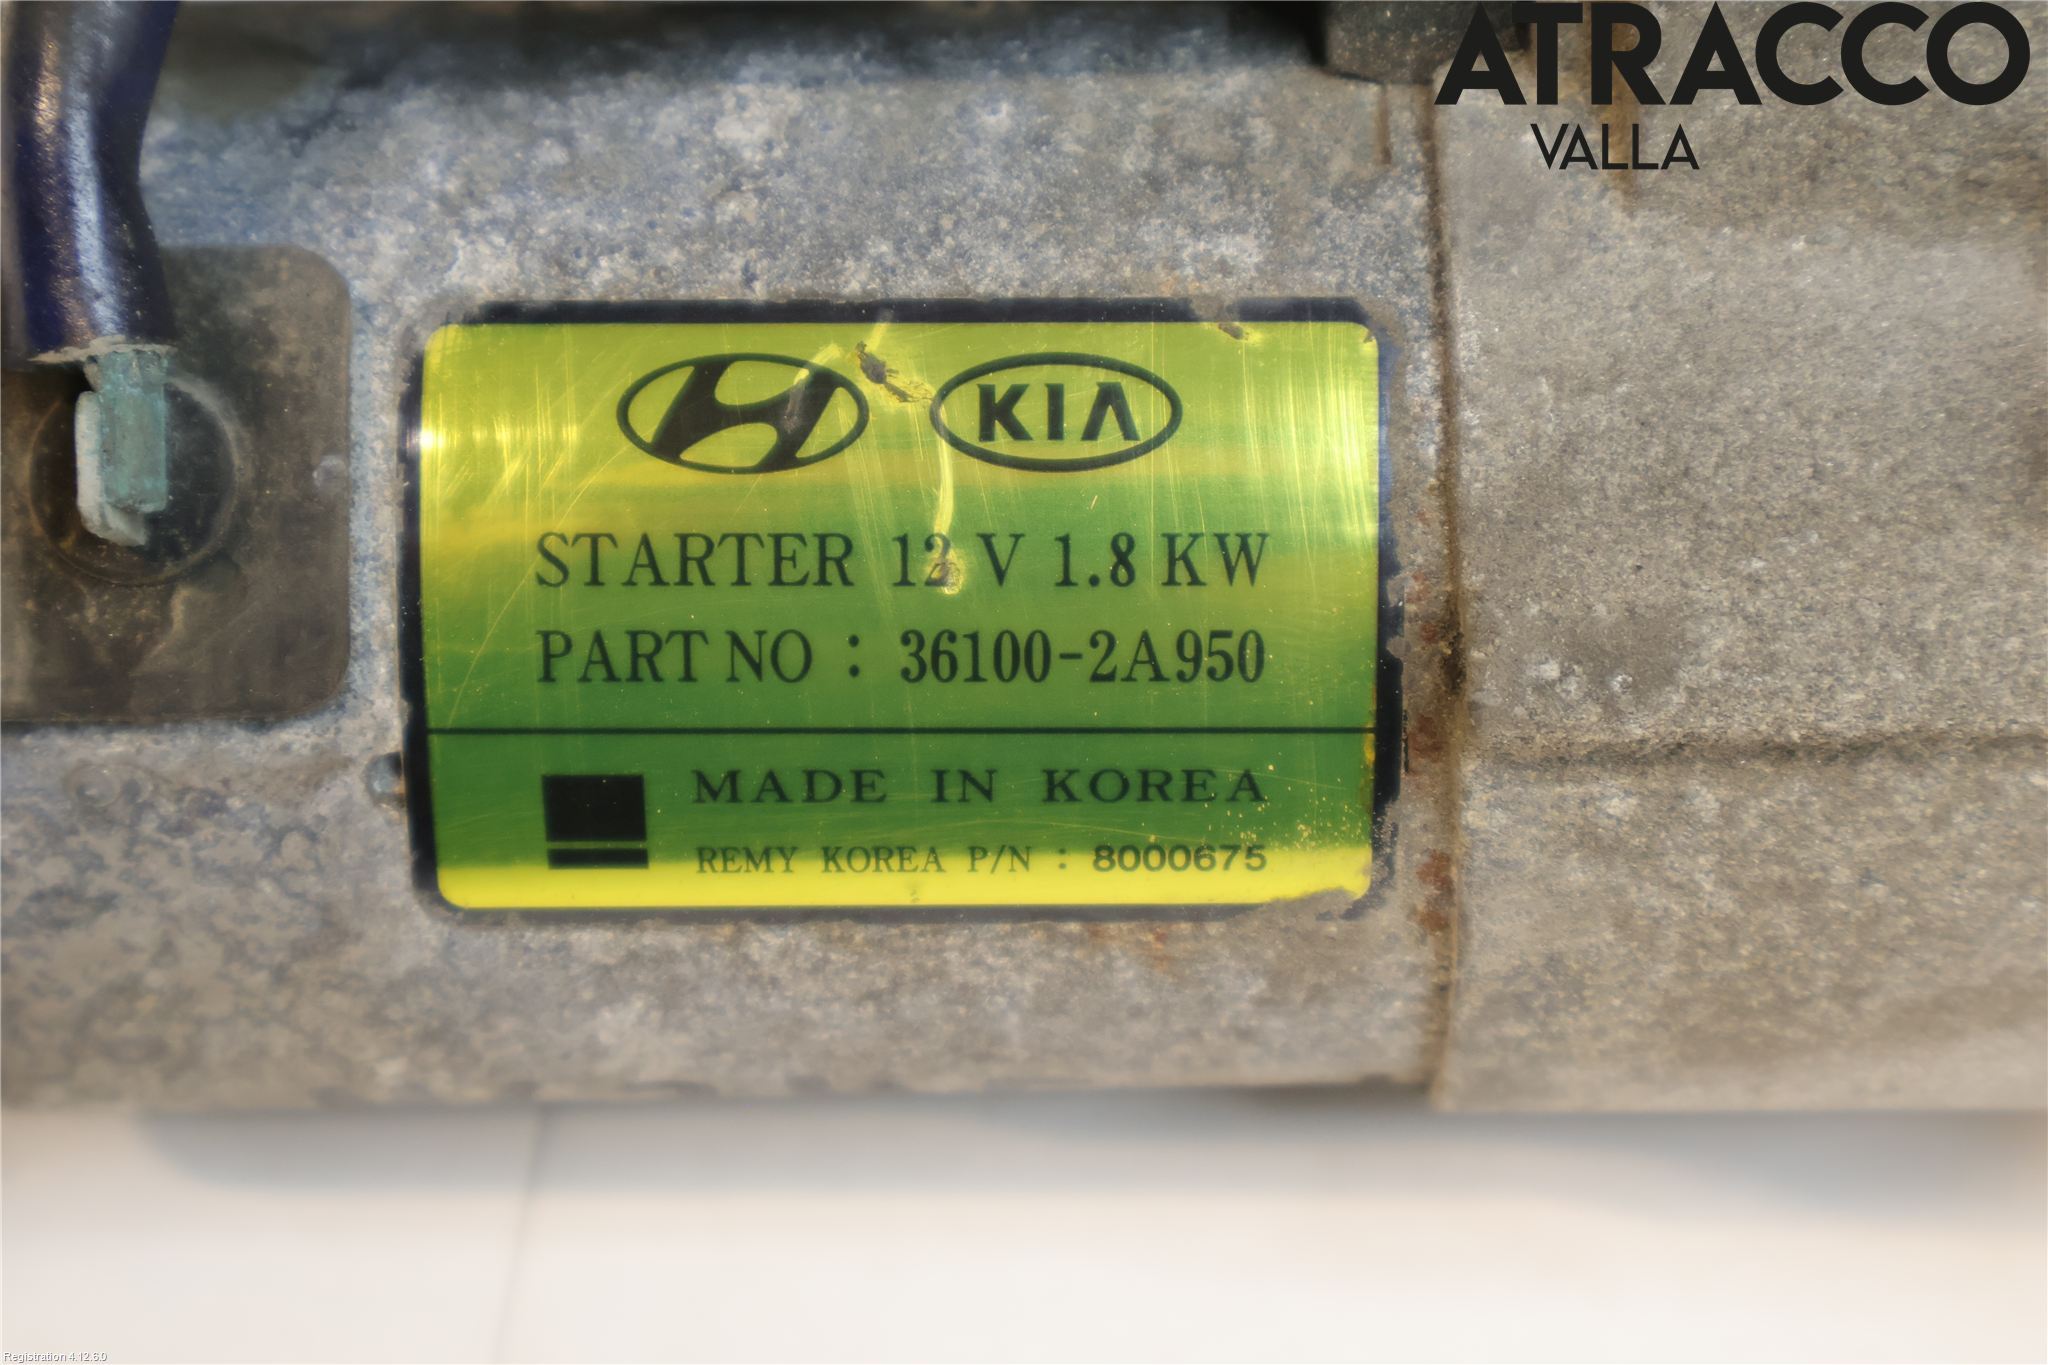 ATRACCO
VALLA
KIA
STARTER 12 V 1.8 KW
PART NO : 36100-2A950
MADE IN KOREA
REMY KOREA P/N : 8000675
Registration 4.12.6.0